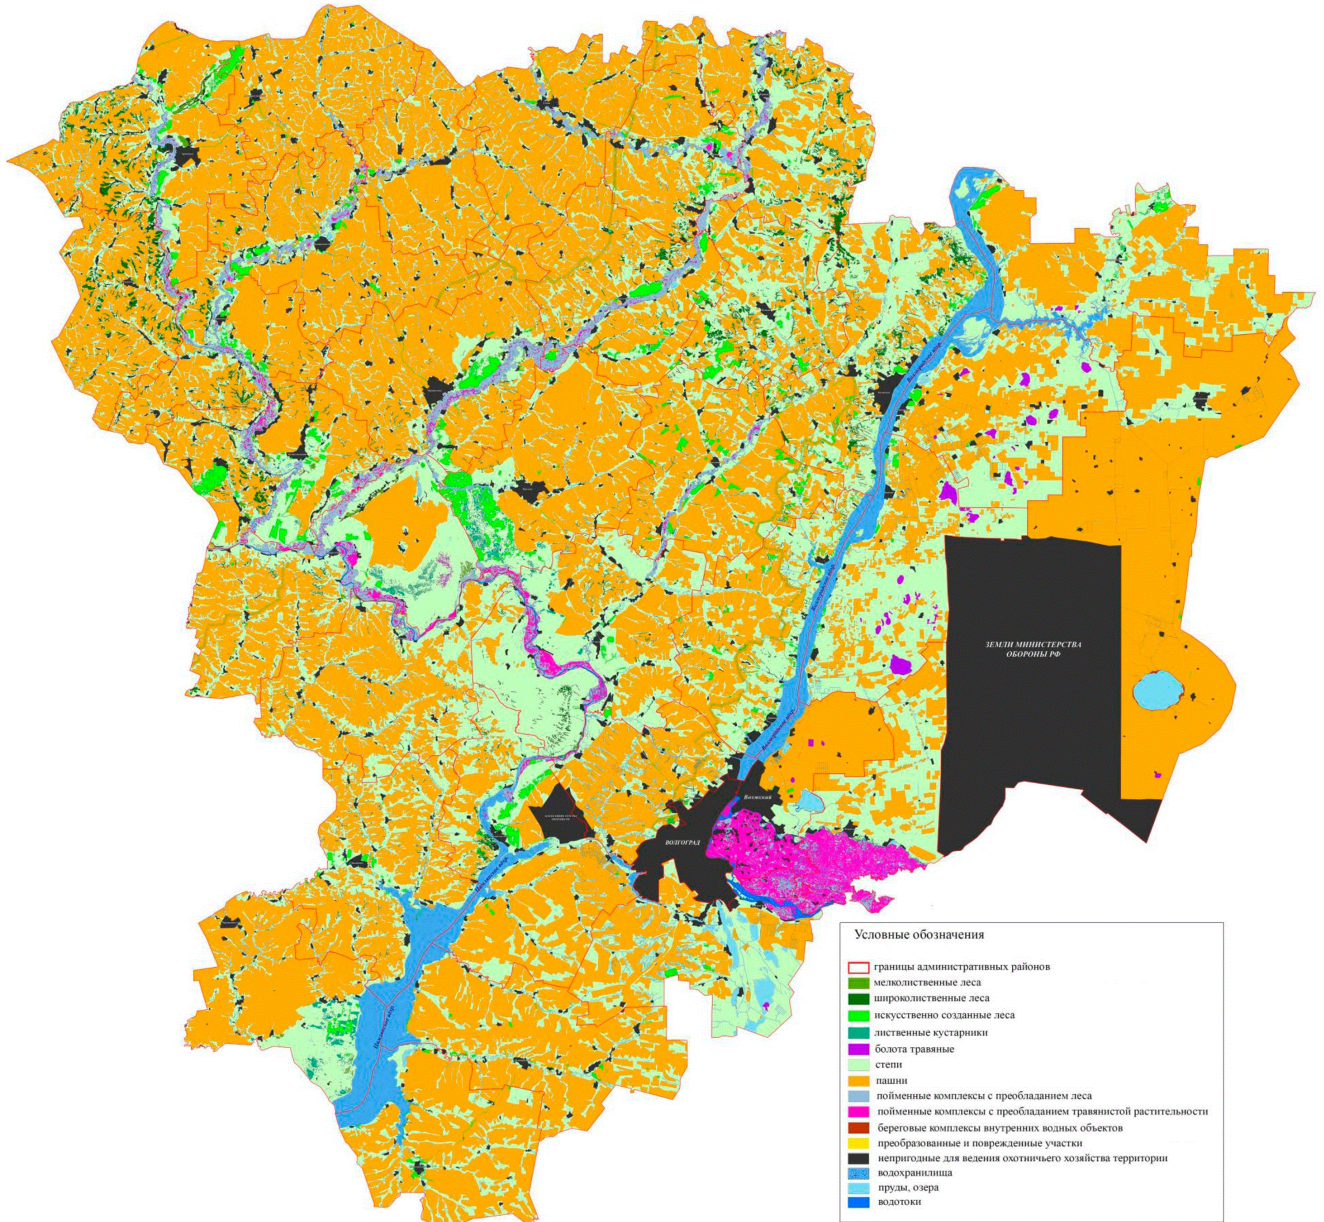 ЗЕМЛИ МИНИСТЕРСТВА
ОБОРОНЫ РФ
Волжский
ВОЛГОГРАД
Условные обозначения
границы административных районов
мелколиственные леса
широколиственные леса
искусственно созданные леса
лиственные кустарники
болота травяные
степи
пашни
пойменные комплексы с преобладанием леса
пойменные комплексы с преобладанием травянистой растительности
береговые комплексы внутренних водных объектов
преобразованные и поврежденные участки
непригодные для ведения охотничьего хозяйства территории
водохранилища
пруды, озера
водотоки